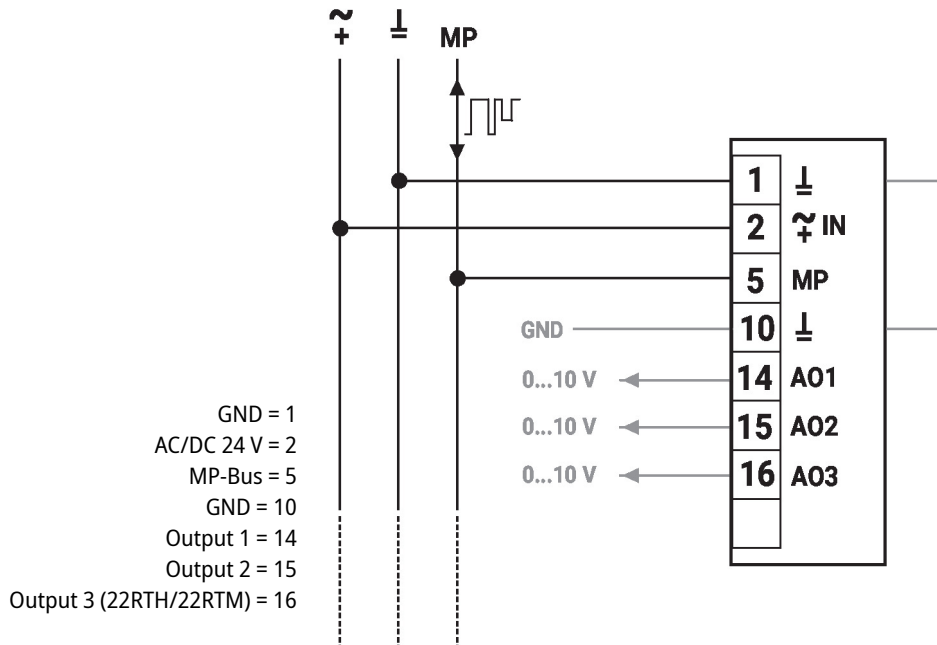 ~
+ ⊥ MP
1 ⊥
2 ~
+ IN
5 MP
GND 10 ⊥
0...10 V 14 AO1
0...10 V 15 AO2
0...10 V 16 AO3
GND = 1
AC/DC 24 V = 2
MP-Bus = 5
GND = 10
Output 1 = 14
Output 2 = 15
Output 3 (22RTH/22RTM) = 16